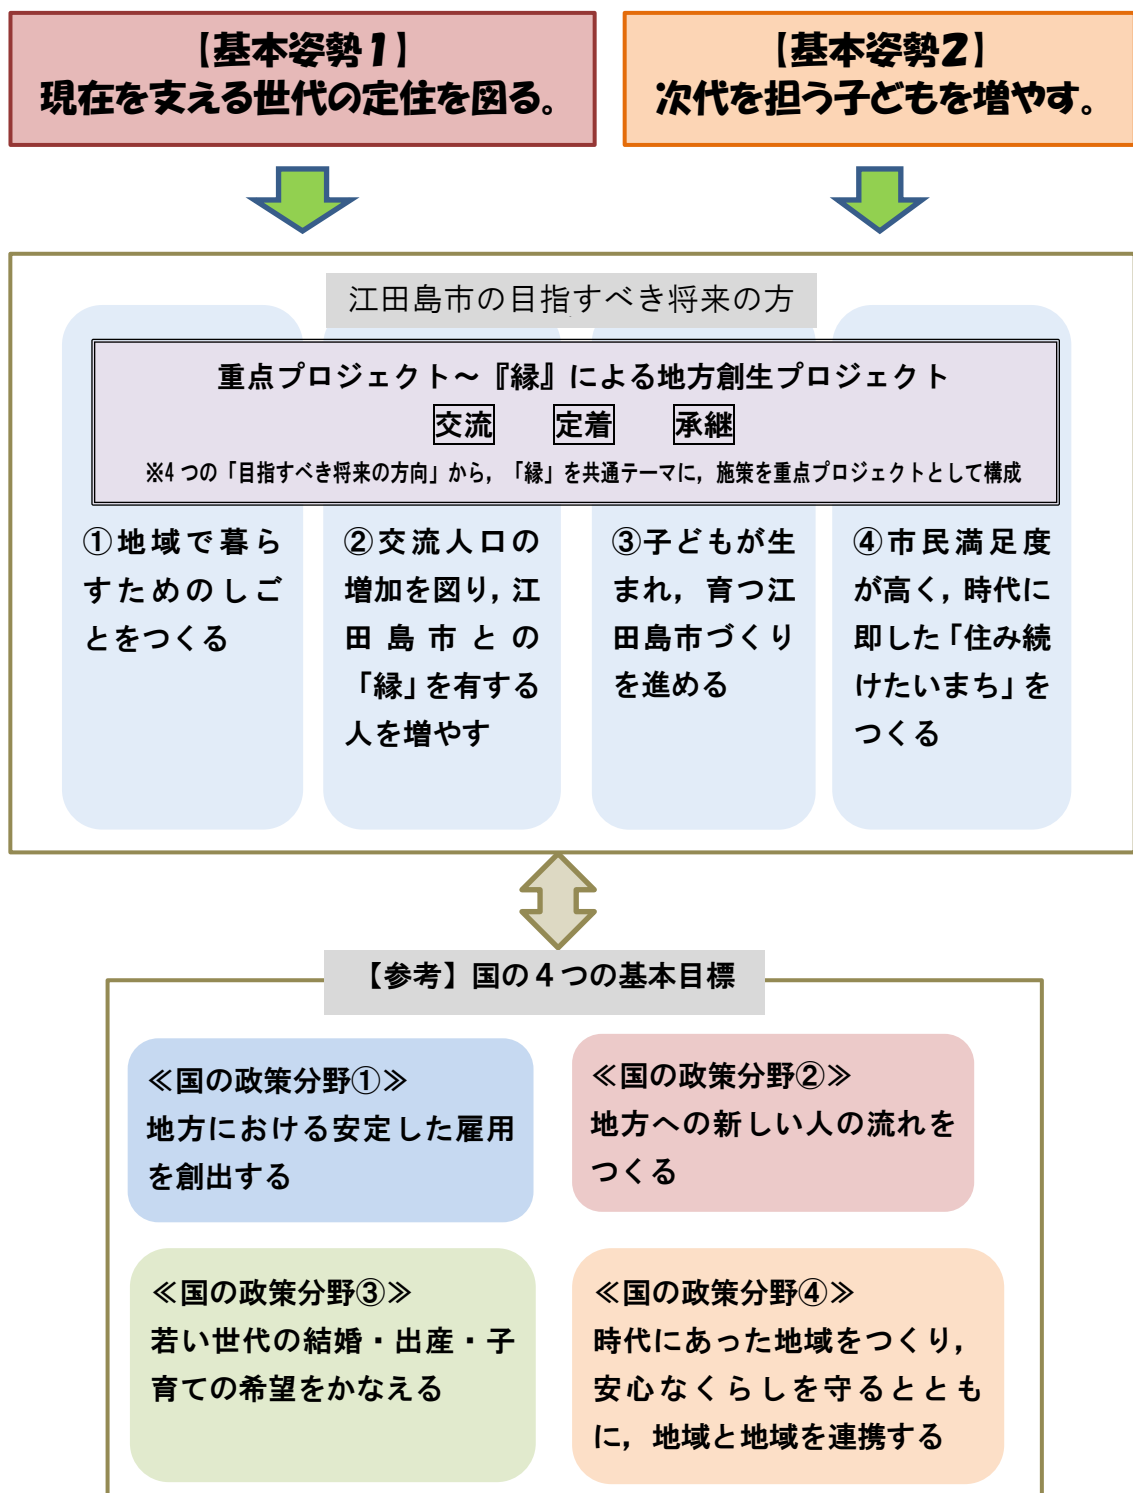 【基本姿勢１】
現在を支える世代の定住を図る。
【基本姿勢２】
次代を担う子どもを増やす。
江田島市の目指すべき将来の方
重点プロジェクト～『縁』による地方創生プロジェクト
交流 定着 承継
※4 つの「目指すべき将来の方向」から，「縁」を共通テーマに，施策を重点プロジェクトとして構成
①地域で暮ら
すためのしご
とをつくる
②交流人口の
増加を図り，江
田島市との
「縁」を有する
人を増やす
③子どもが生
まれ，育つ江
田島市づくり
を進める
④市民満足度
が高く，時代に
即した「住み続
けたいまち」を
つくる
【参考】国の４つの基本目標
≪国の政策分野①≫
地方における安定した雇用
を創出する
≪国の政策分野②≫
地方への新しい人の流れを
つくる
≪国の政策分野③≫
若い世代の結婚・出産・子
育ての希望をかなえる
≪国の政策分野④≫
時代にあった地域をつくり，
安心なくらしを守るととも
に，地域と地域を連携する